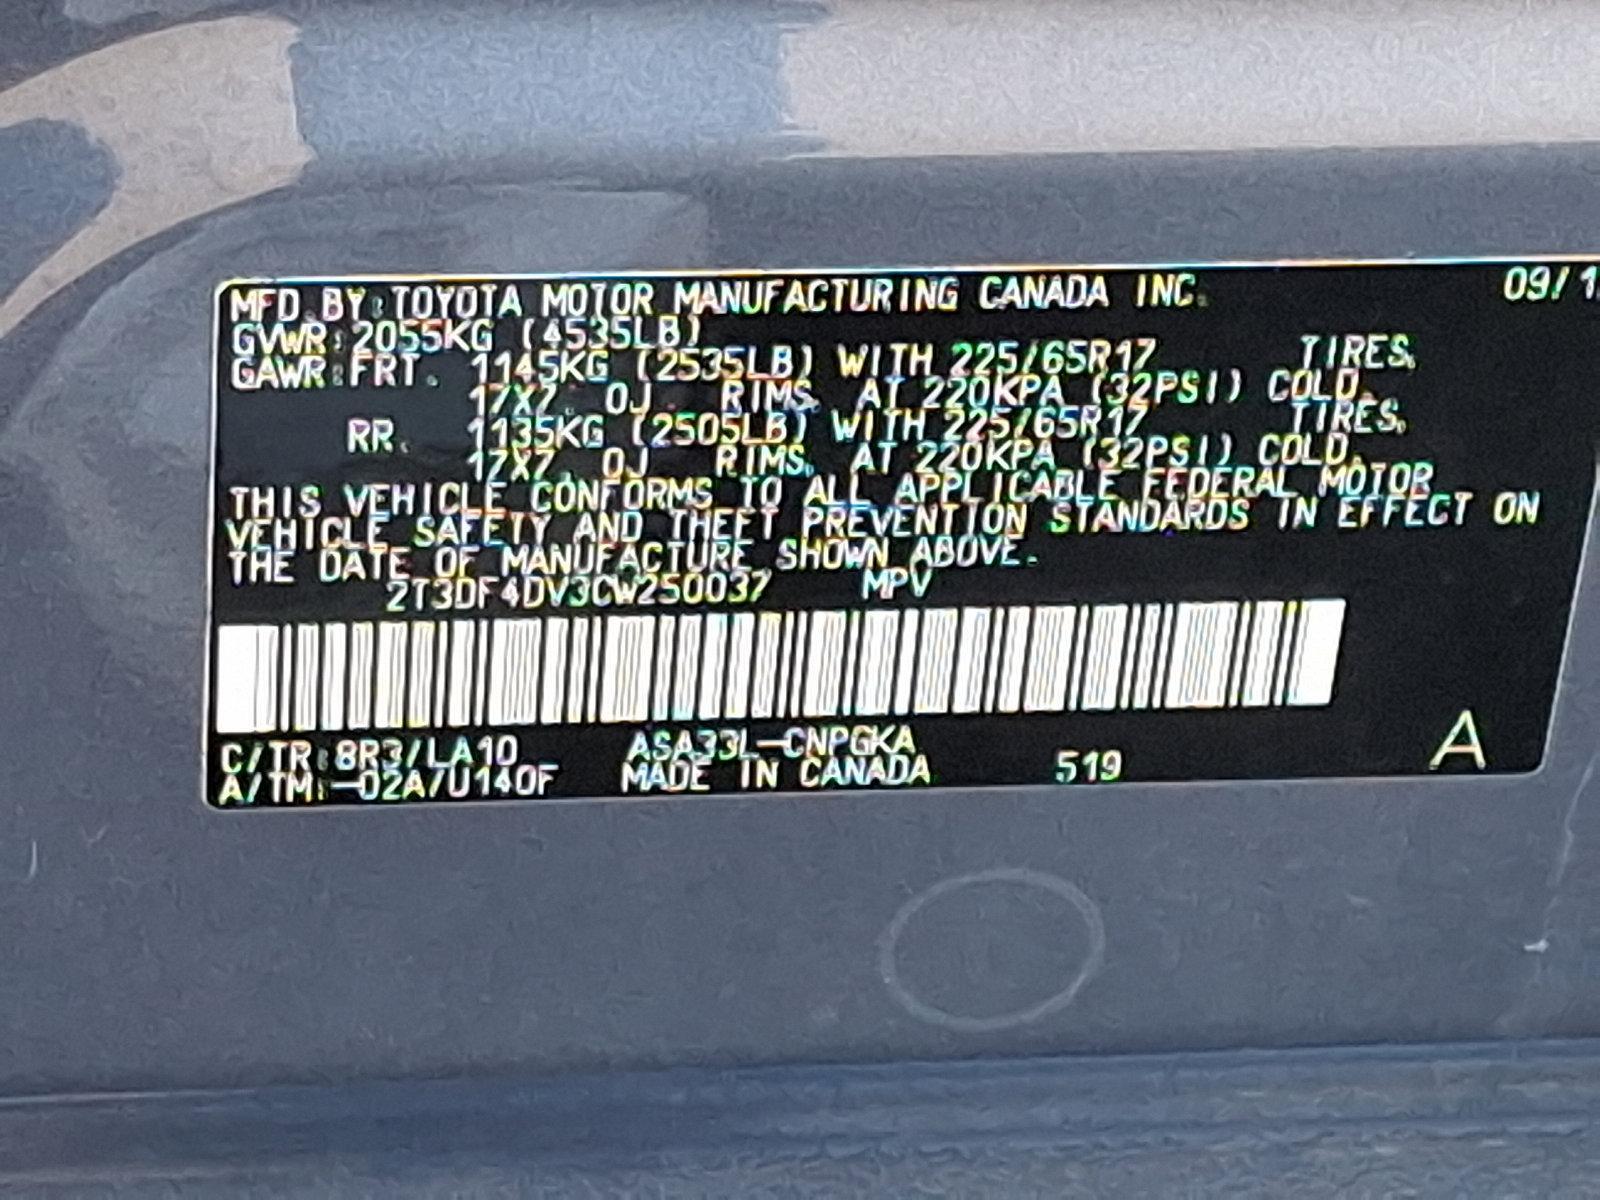 MFD.BY:TOYOTA MOTOR MANUFACTURING CANADA INC. 09/1
GVWR:2055KG (4535LB)
GAWR:FRT. 1145KG (2535LB) WITH 225/65R17 TIRES,
17X7.0J RIMS, AT 220KPA (32PSI) COLD.
RR. 1135KG (2505LB) WITH 225/65R17 TIRES,
17X7.0J RIMS, AT 220KPA (32PSI) COLD.
THIS VEHICLE CONFORMS TO ALL APPLICABLE FEDERAL MOTOR
VEHICLE SAFETY AND THEFT PREVENTION STANDARDS IN EFFECT ON
THE DATE OF MANUFACTURE SHOWN ABOVE.
2T3DF4DV3CW250037 MPV
C/TR:8R3/LA10 ASA33L-CNPGKA
A/TM:-02A/U140F MADE IN CANADA 519 A